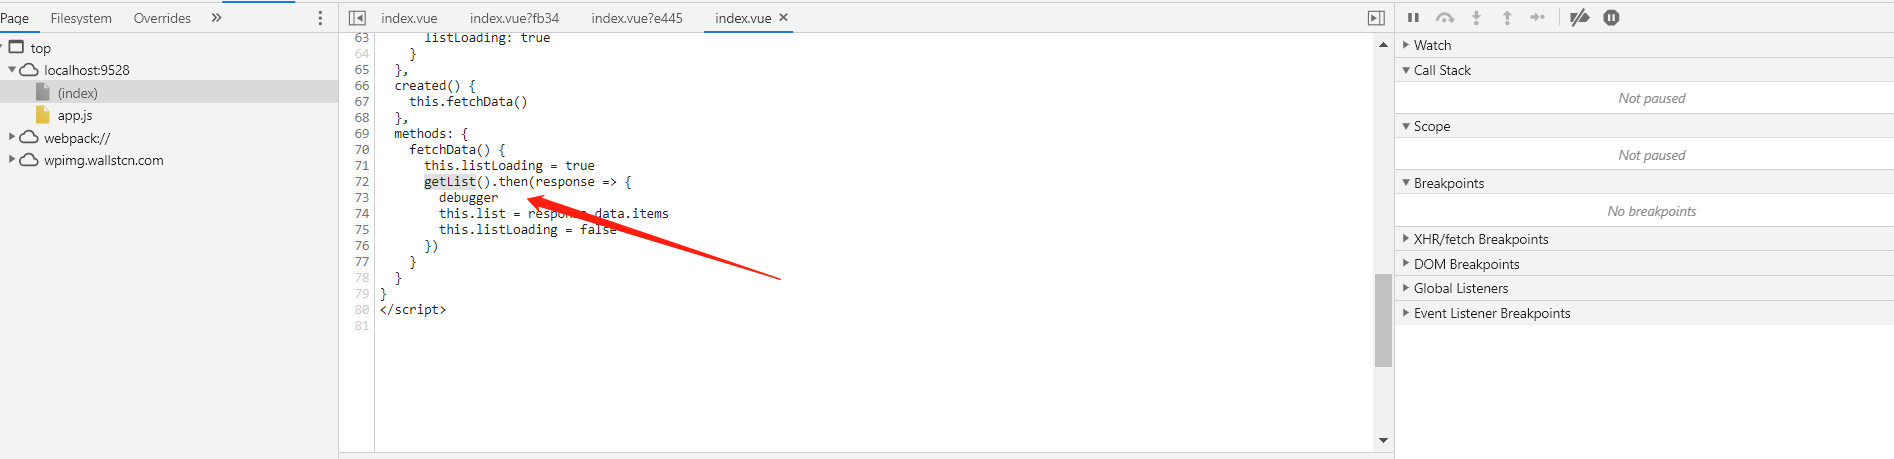 Page Filesystem Overrides »
top
localhost:9528
(index)
app.js
webpack://
wpimg.wallstcn.com
index.vue index.vue?fb34 index.vue?e445 index.vue ×
63 listLoading: true
64 }
65 },
66 created() {
67 this.fetchData()
68 },
69 methods: {
70 fetchData() {
71 this.listLoading = true
72 getList().then(response => {
73 debugger
74 this.list = response.data.items
75 this.listLoading = false
76 })
77 }
78 }
79 }
80 </script>
81
Watch
Call Stack
Not paused
Scope
Not paused
Breakpoints
No breakpoints
XHR/fetch Breakpoints
DOM Breakpoints
Global Listeners
Event Listener Breakpoints